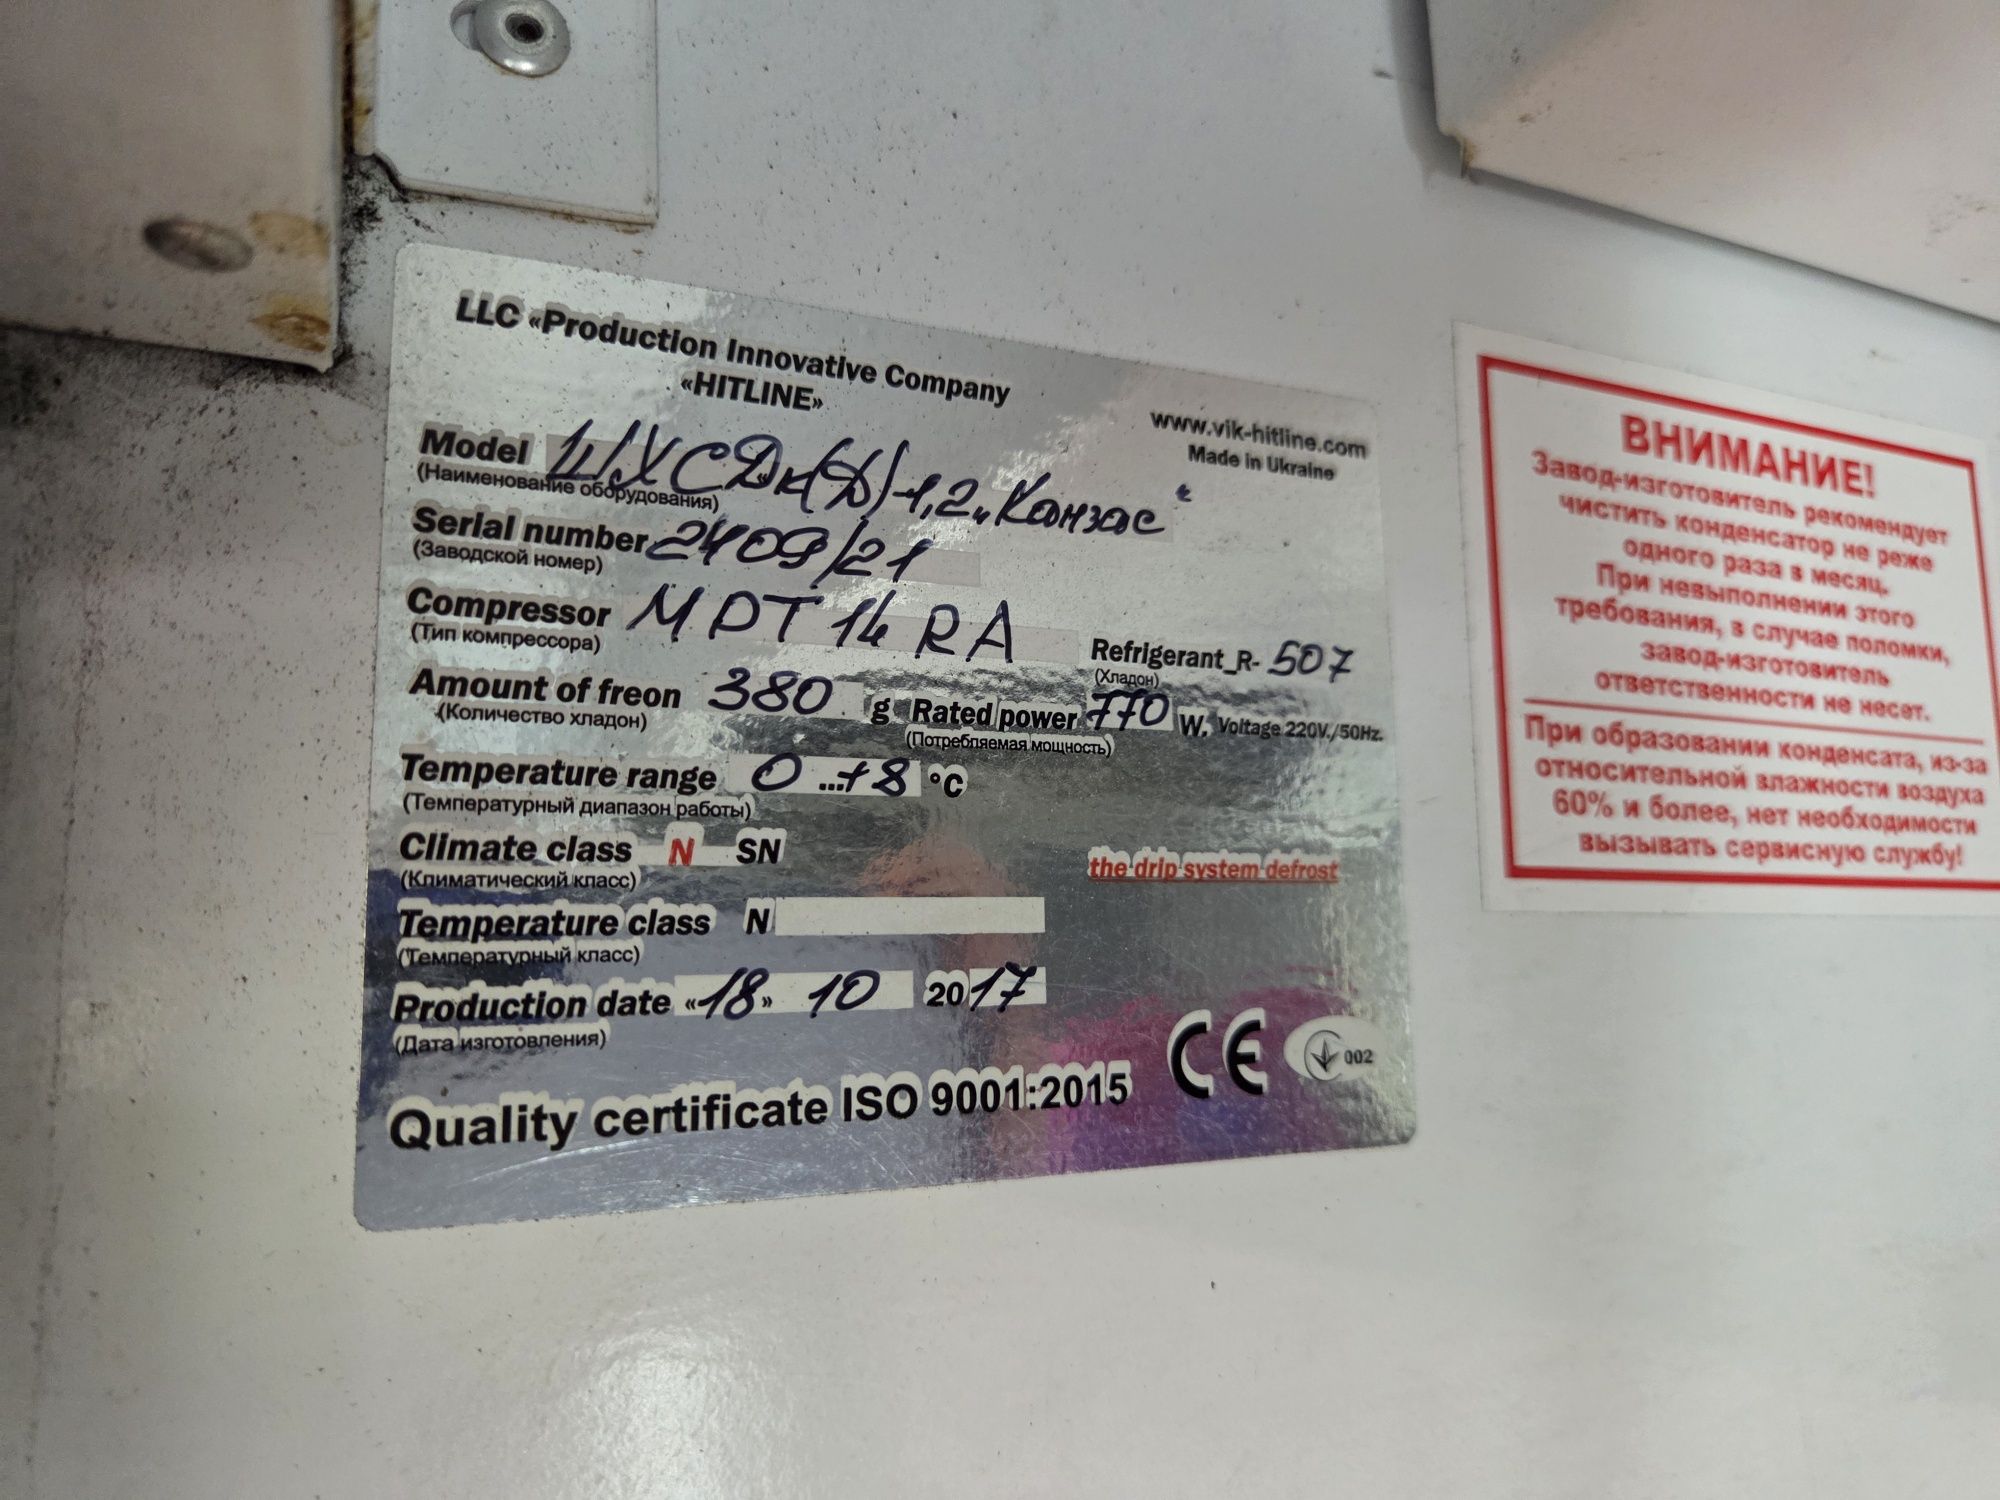 LLC «Production Innovative Company
«HITLINE»
www.vik-hitline.com
Made in Ukraine
Model ШХСДк(Д)-1,2 „Канзас“
(Наименование оборудования)
Serial number 2409/21
(Заводской номер)
Compressor MPT 14 RA
(Тип компрессора)
Refrigerant_R- 507
(Хладон)
Amount of freon 380 g Rated power 770 W. Voltage 220V./50Hz.
(Количество хладон) (Потребляемая мощность)
Temperature range 0 ...+8 °C
(Температурный диапазон работы)
Climate class N SN
(Климатический класс)
the drip system defrost
Temperature class N
(Температурный класс)
Production date «18» 10 2017
(Дата изготовления)
CE 002
Quality certificate ISO 9001:2015
ВНИМАНИЕ!
Завод-изготовитель рекомендует
чистить конденсатор не реже
одного раза в месяц.
При невыполнении этого
требования, в случае поломки,
завод-изготовитель
ответственности не несет.
При образовании конденсата, из-за
относительной влажности воздуха
60% и более, нет необходимости
вызывать сервисную службу!